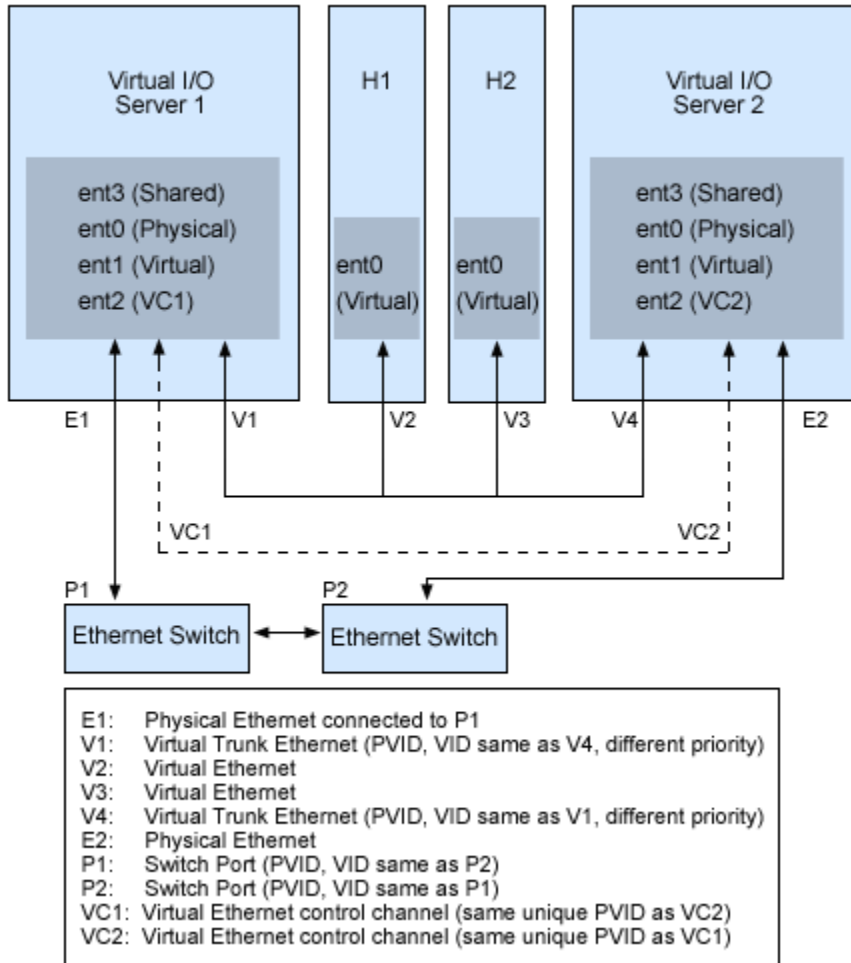 Virtual I/O
Server 1
H1
H2
Virtual I/O
Server 2
ent3 (Shared)
ent0 (Physical)
ent1 (Virtual)
ent2 (VC1)
ent0
(Virtual)
ent0
(Virtual)
ent3 (Shared)
ent0 (Physical)
ent1 (Virtual)
ent2 (VC2)
E1
V1
V2
V3
V4
E2
VC1
VC2
P1
P2
Ethernet Switch
Ethernet Switch
E1: Physical Ethernet connected to P1
V1: Virtual Trunk Ethernet (PVID, VID same as V4, different priority)
V2: Virtual Ethernet
V3: Virtual Ethernet
V4: Virtual Trunk Ethernet (PVID, VID same as V1, different priority)
E2: Physical Ethernet
P1: Switch Port (PVID, VID same as P2)
P2: Switch Port (PVID, VID same as P1)
VC1: Virtual Ethernet control channel (same unique PVID as VC2)
VC2: Virtual Ethernet control channel (same unique PVID as VC1)